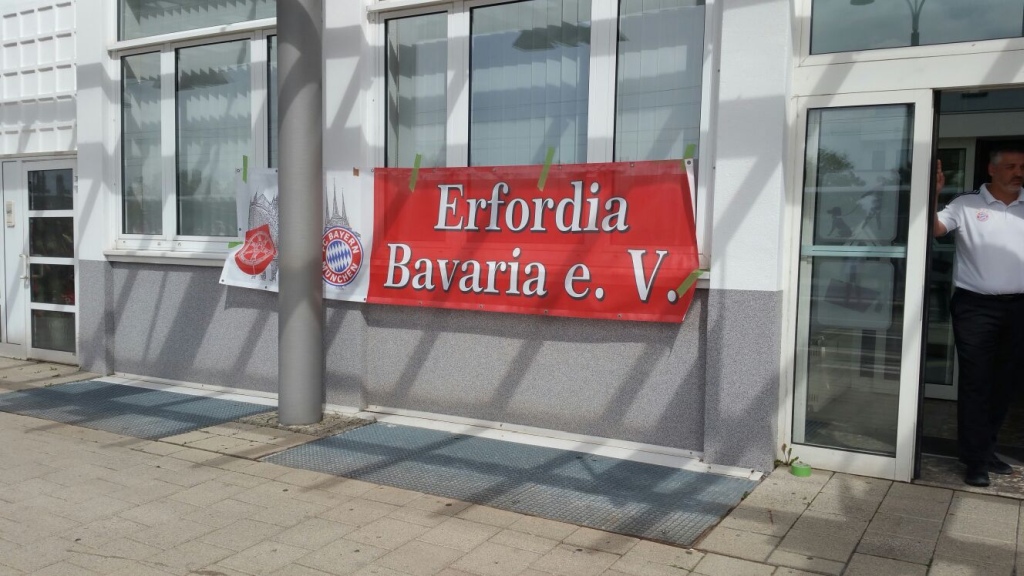 Erfordia
Bavaria e. V.
FC BAYERN
MÜNCHEN